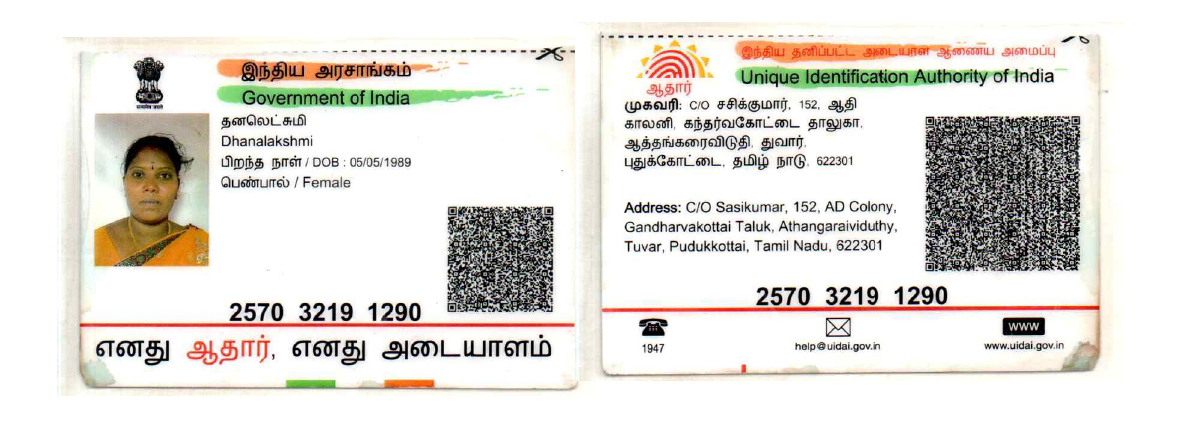 இந்திய அரசாங்கம்
Government of India
தனலெட்சுமி
Dhanalakshmi
பிறந்த நாள் / DOB : 05/05/1989
பெண்பால் / Female
2570 3219 1290
எனது ஆதார், எனது அடையாளம்
இந்திய தனிப்பட்ட அடையாள ஆணைய அமைப்பு
Unique Identification Authority of India
ஆதார்
முகவரி: C/O சசிக்குமார், 152, ஆதி
காலனி, கந்தர்வகோட்டை தாலுகா,
ஆத்தங்கரைவிடுதி, துவார்,
புதுக்கோட்டை, தமிழ் நாடு, 622301
Address: C/O Sasikumar, 152, AD Colony,
Gandharvakottai Taluk, Athangaraividuthy,
Tuvar, Pudukkottai, Tamil Nadu, 622301
2570 3219 1290
1947
help@uidai.gov.in
www
www.uidai.gov.in